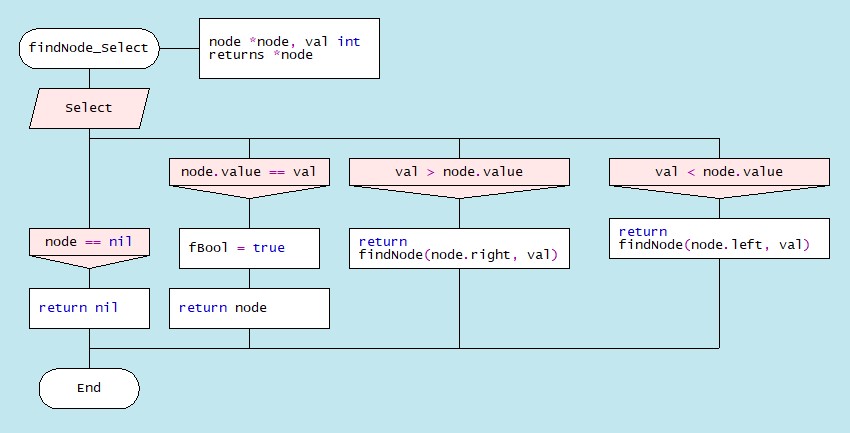 findNode_Select
node *node, val int
returns *node
Select
node.value == val
val > node.value
val < node.value
node == nil
fBool = true
return
findNode(node.right, val)
return
findNode(node.left, val)
return nil
return node
End